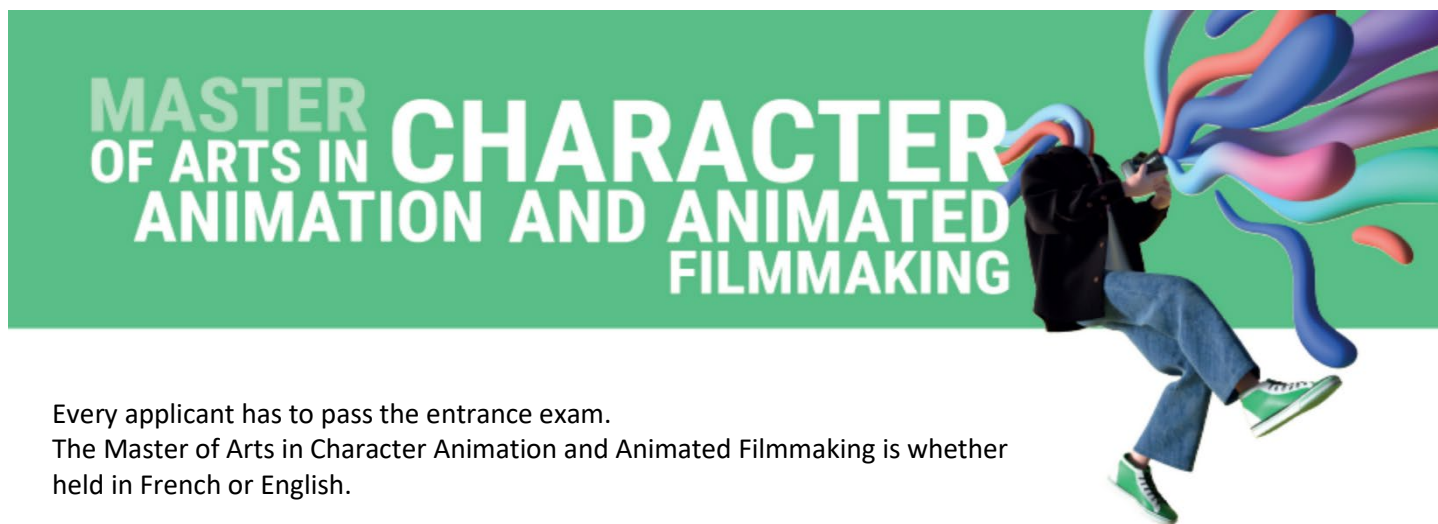 MASTER
OF ARTS IN CHARACTER
ANIMATION AND ANIMATED
FILMMAKING
Every applicant has to pass the entrance exam.
The Master of Arts in Character Animation and Animated Filmmaking is whether
held in French or English.